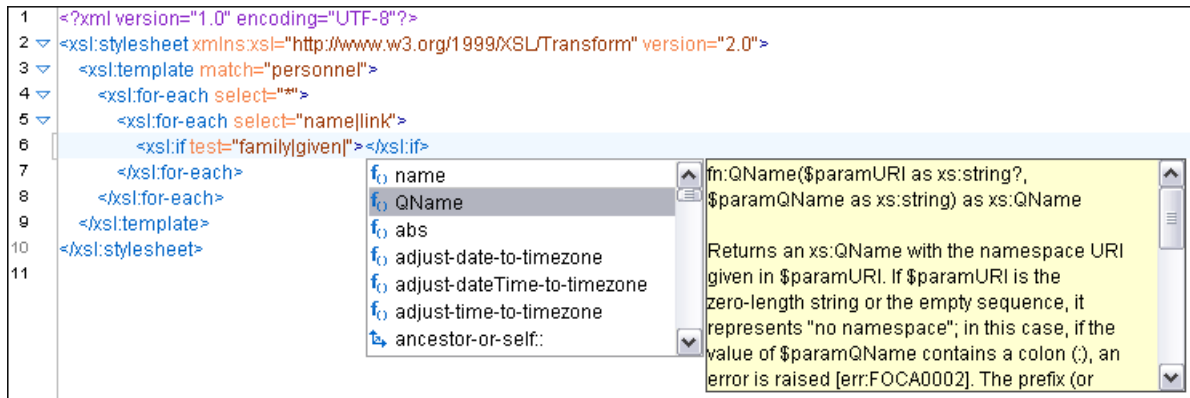 1 <?xml version="1.0" encoding="UTF-8"?>
2 <xsl:stylesheet xmlns:xsl="http://www.w3.org/1999/XSL/Transform" version="2.0">
3 <xsl:template match="personnel">
4 <xsl:for-each select="*">
5 <xsl:for-each select="name|link">
6 <xsl:if test="family|given|"></xsl:if>
7 </xsl:for-each>
8 </xsl:for-each>
9 </xsl:template>
10 </xsl:stylesheet>
11
f() name
f() QName
f() abs
f() adjust-date-to-timezone
f() adjust-dateTime-to-timezone
f() adjust-time-to-timezone
ancestor-or-self::
fn:QName($paramURI as xs:string?,
$paramQName as xs:string) as xs:QName
Returns an xs:QName with the namespace URI
given in $paramURI. If $paramURI is the
zero-length string or the empty sequence, it
represents "no namespace"; in this case, if the
value of $paramQName contains a colon (:), an
error is raised [err:FOCA0002]. The prefix (or